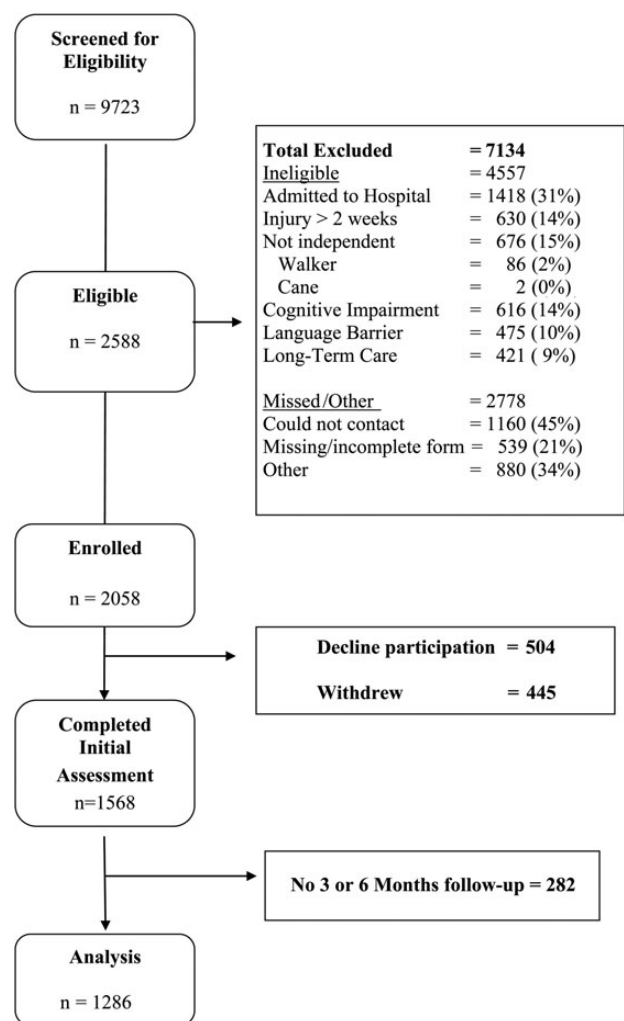 Screened for
Eligibility
n = 9723
Total Excluded = 7134
Ineligible = 4557
Admitted to Hospital = 1418 (31%)
Injury > 2 weeks = 630 (14%)
Not independent = 676 (15%)
Walker = 86 (2%)
Cane = 2 (0%)
Cognitive Impairment = 616 (14%)
Language Barrier = 475 (10%)
Long-Term Care = 421 ( 9%)
Missed/Other = 2778
Could not contact = 1160 (45%)
Missing/incomplete form = 539 (21%)
Other = 880 (34%)
Eligible
n = 2588
Enrolled
n = 2058
Decline participation = 504
Withdrew = 445
Completed
Initial
Assessment
n=1568
No 3 or 6 Months follow-up = 282
Analysis
n = 1286